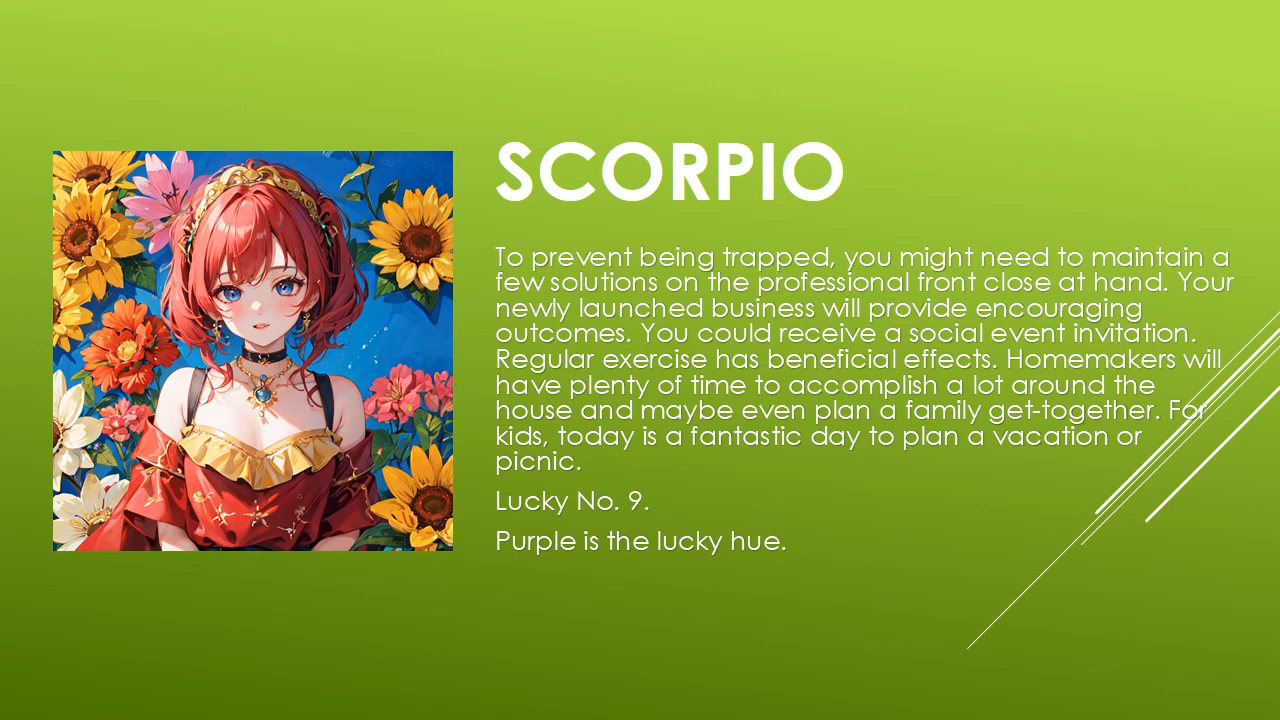 SCORPIO
To prevent being trapped, you might need to maintain a
few solutions on the professional front close at hand. Your
newly launched business will provide encouraging
outcomes. You could receive a social event invitation.
Regular exercise has beneficial effects. Homemakers will
have plenty of time to accomplish a lot around the
house and maybe even plan a family get-together. For
kids, today is a fantastic day to plan a vacation or
picnic.
Lucky No. 9.
Purple is the lucky hue.